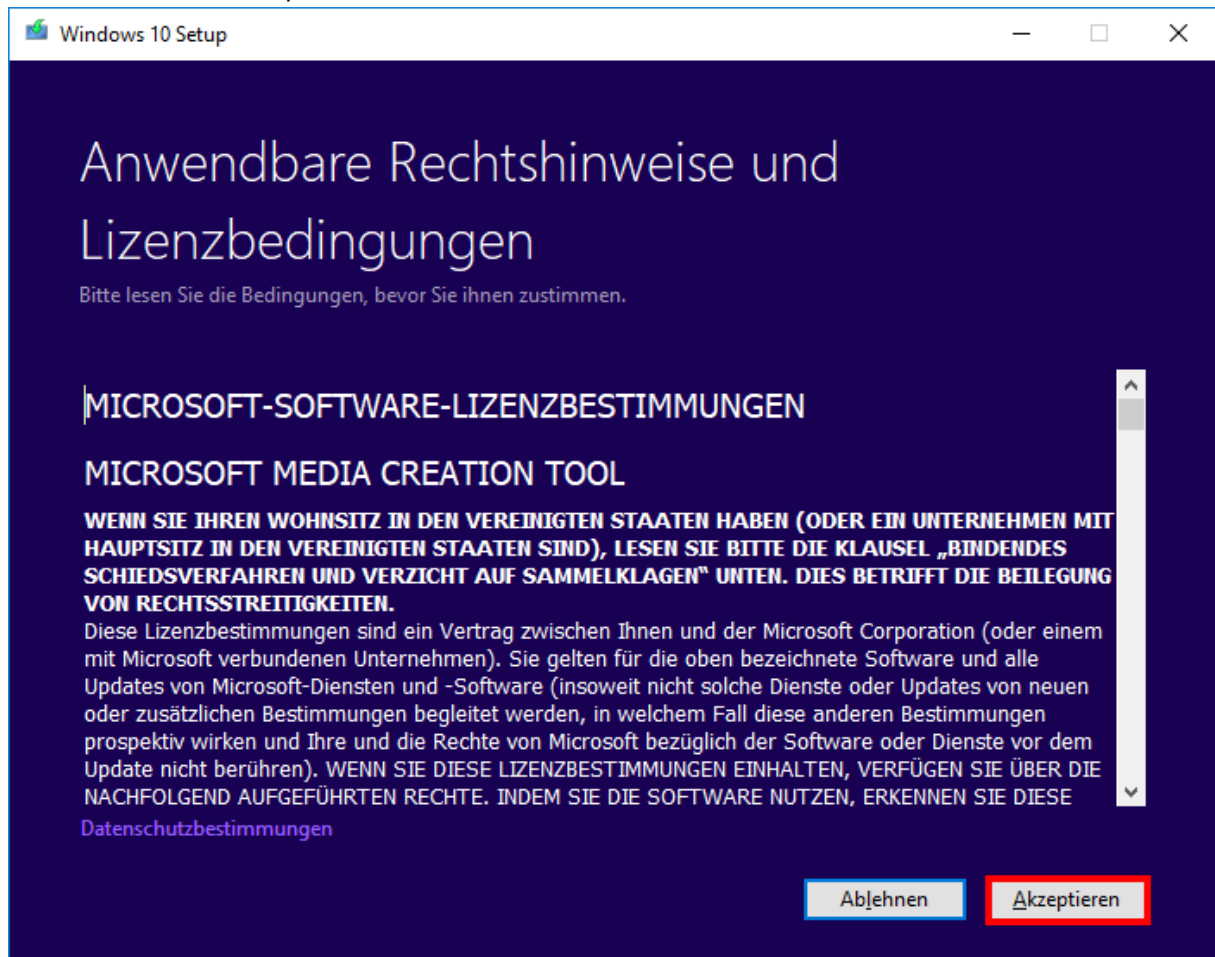 Windows 10 Setup
Anwendbare Rechtshinweise und
Lizenzbedingungen
Bitte lesen Sie die Bedingungen, bevor Sie ihnen zustimmen.
MICROSOFT-SOFTWARE-LIZENZBESTIMMUNGEN
MICROSOFT MEDIA CREATION TOOL
WENN SIE IHREN WOHNSITZ IN DEN VEREINIGTEN STAATEN HABEN (ODER EIN UNTERNEHMEN MIT
HAUPTSITZ IN DEN VEREINIGTEN STAATEN SIND), LESEN SIE BITTE DIE KLAUSEL „BINDENDES
SCHIEDSVERFAHREN UND VERZICHT AUF SAMMELKLAGEN“ UNTEN. DIES BETRIFFT DIE BEILEGUNG
VON RECHTSSTREITIGKEITEN.
Diese Lizenzbestimmungen sind ein Vertrag zwischen Ihnen und der Microsoft Corporation (oder einem
mit Microsoft verbundenen Unternehmen). Sie gelten für die oben bezeichnete Software und alle
Updates von Microsoft-Diensten und -Software (insoweit nicht solche Dienste oder Updates von neuen
oder zusätzlichen Bestimmungen begleitet werden, in welchem Fall diese anderen Bestimmungen
prospektiv wirken und Ihre und die Rechte von Microsoft bezüglich der Software oder Dienste vor dem
Update nicht berühren). WENN SIE DIESE LIZENZBESTIMMUNGEN EINHALTEN, VERFÜGEN SIE ÜBER DIE
NACHFOLGEND AUFGEFÜHRTEN RECHTE. INDEM SIE DIE SOFTWARE NUTZEN, ERKENNEN SIE DIESE
Datenschutzbestimmungen
Ablehnen
Akzeptieren